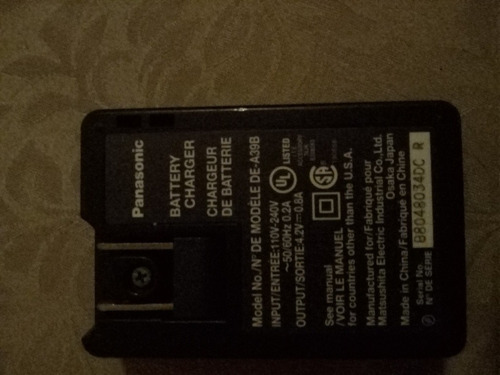 Panasonic
BATTERY
CHARGER
CHARGEUR
DE BATTERIE
Model No./N° DE MODÈLE DE-A39B
INPUT/ENTRÉE:110V-240V
~50/60Hz 0.2A
OUTPUT/SORTIE:4.2V⎓0.8A
UL
LISTED
SA
See manual
/VOIR LE MANUEL
for countries other than the U.S.A.
Manufactured for/Fabriqué pour
Matsushita Electric Industrial Co.,Ltd.
Osaka Japan
Made in China/Fabriqué en Chine
Serial No.
N° DE SÉRIE
B8048034DC R